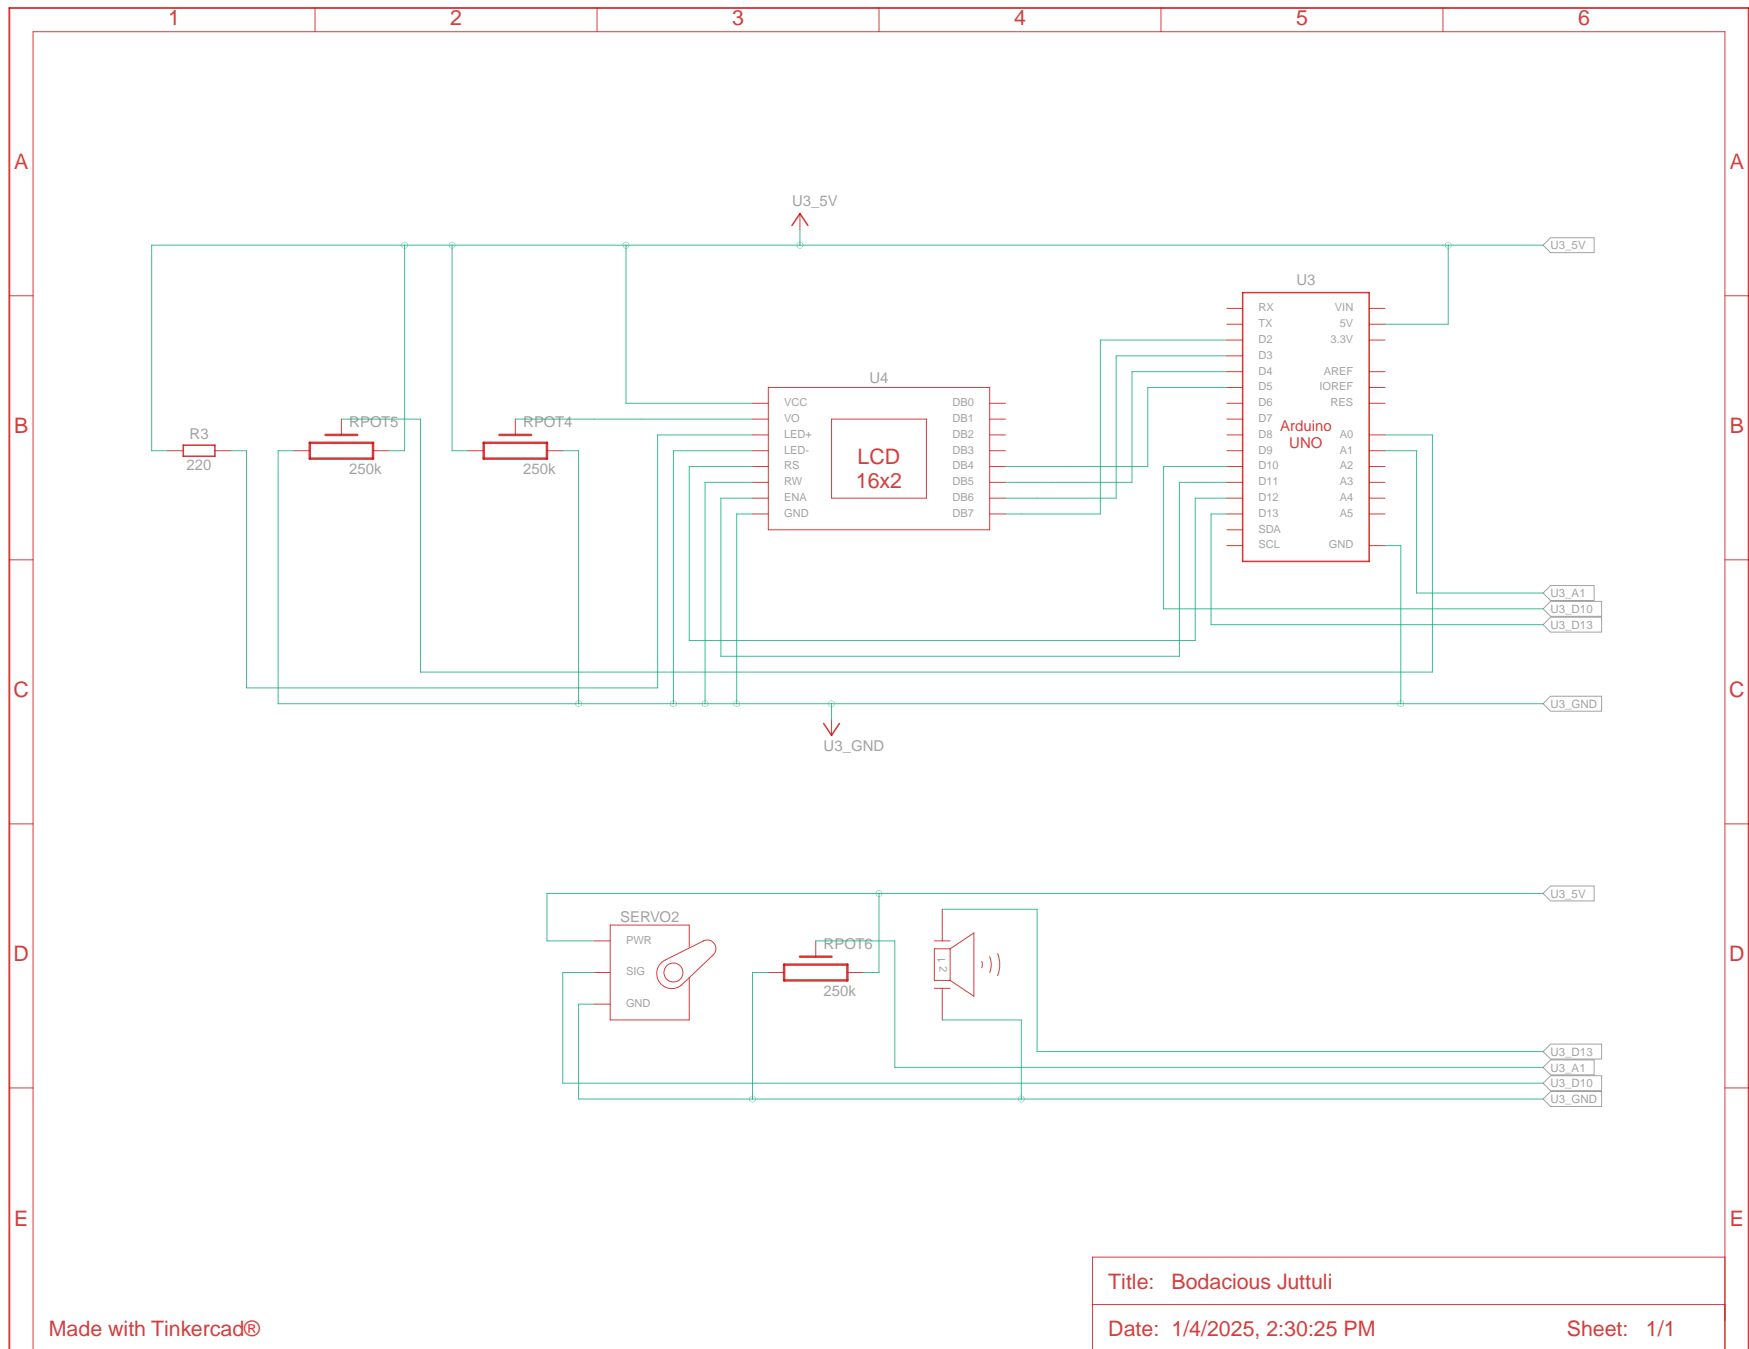 1 2 3 4 5 6
A A
U3_5V
U3_5V
U3
RX VIN
TX 5V
D2 3.3V
D3
D4 AREF
D5 IOREF
D6 RES
D7
D8 A0
D9 A1
D10 A2
D11 A3
D12 A4
D13 A5
SDA
SCL GND
Arduino
UNO
U4
VCC DB0
VO DB1
LED+ DB2
LED- DB3
RS DB4
RW DB5
ENA DB6
GND DB7
LCD
16x2
B B
R3
220
RPOT5
250k
RPOT4
250k
U3_A1
U3_D10
U3_D13
C C
U3_GND
U3_GND
U3_5V
SERVO2
PWR
SIG
GND
RPOT6
250k
1 2
D D
U3_D13
U3_A1
U3_D10
U3_GND
E E
Title: Bodacious Juttuli
Made with Tinkercad®
Date: 1/4/2025, 2:30:25 PM Sheet: 1/1